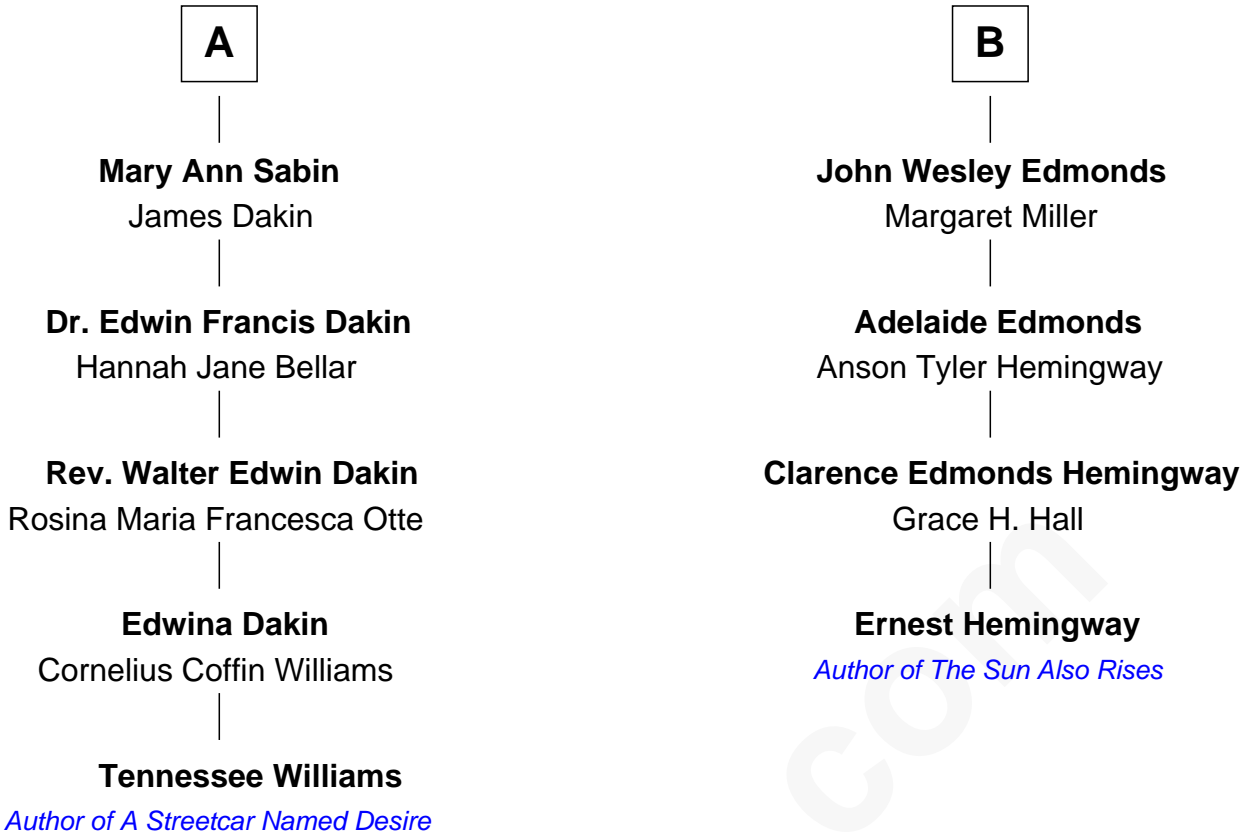 A
Mary Ann Sabin
James Dakin
Dr. Edwin Francis Dakin
Hannah Jane Bellar
Rev. Walter Edwin Dakin
Rosina Maria Francesca Otte
Edwina Dakin
Cornelius Coffin Williams
Tennessee Williams
Author of A Streetcar Named Desire
B
John Wesley Edmonds
Margaret Miller
Adelaide Edmonds
Anson Tyler Hemingway
Clarence Edmonds Hemingway
Grace H. Hall
Ernest Hemingway
Author of The Sun Also Rises
com